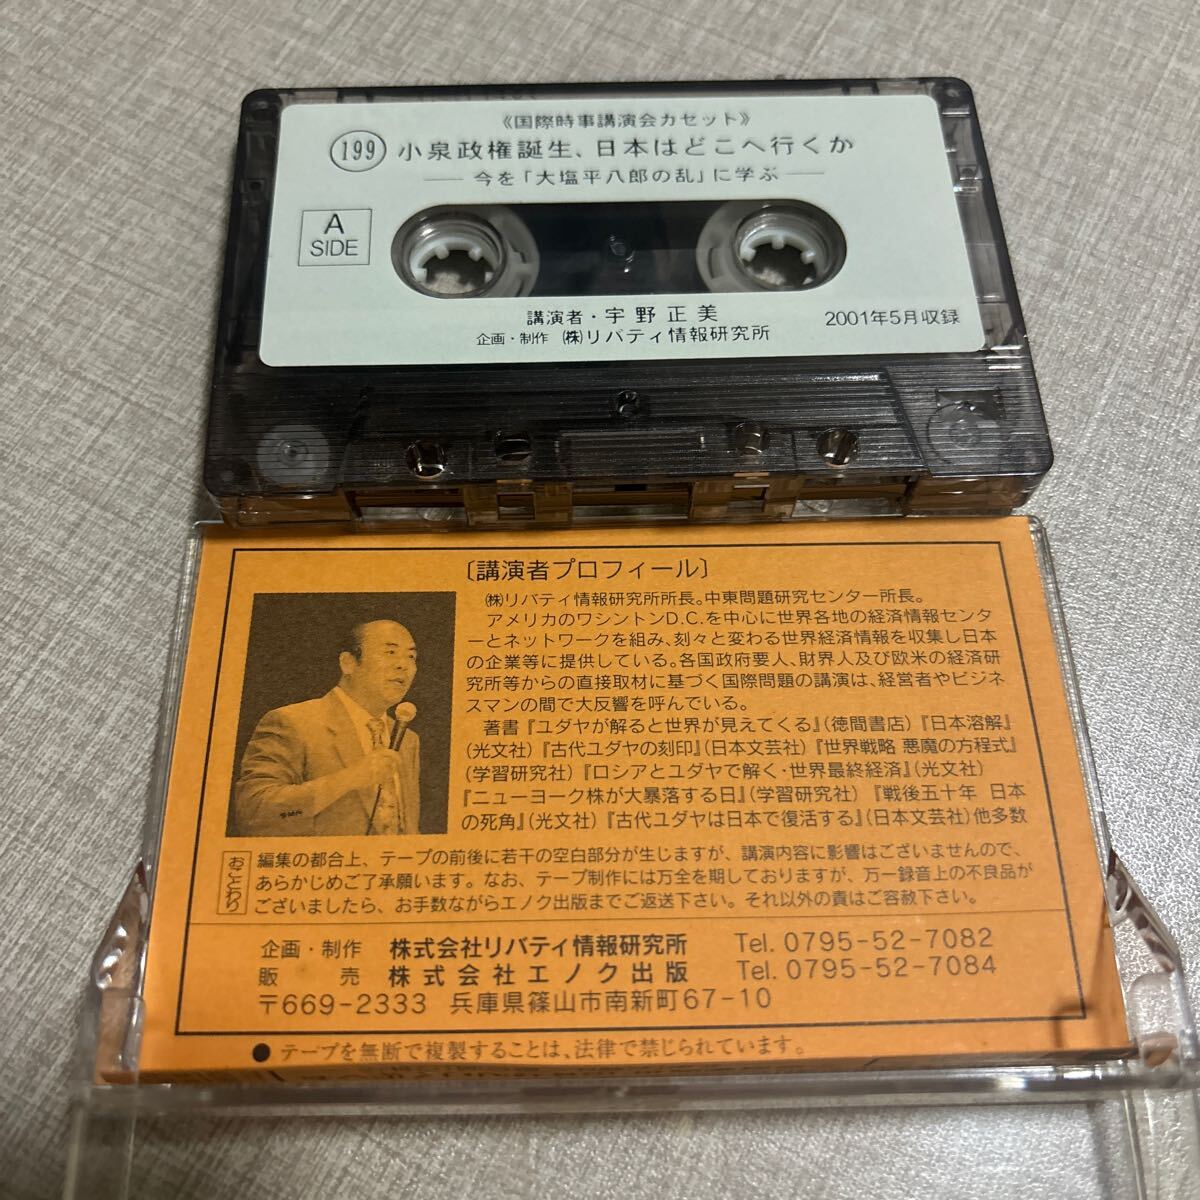 《国際時事講演会カセット》
199 小泉政権誕生、日本はどこへ行くか
― 今を「大塩平八郎の乱」に学ぶ ―
A
SIDE
講演者・宇野正美
企画・制作 ㈱リバティ情報研究所
2001年5月収録
〔講演者プロフィール〕
㈱リバティ情報研究所所長。中東問題研究センター所長。
アメリカのワシントンD.C.を中心に世界各地の経済情報センタ
ーとネットワークを組み、刻々と変わる世界経済情報を収集し日本
の企業等に提供している。各国政府要人、財界人及び欧米の経済研
究所等からの直接取材に基づく国際問題の講演は、経営者やビジネ
スマンの間で大反響を呼んでいる。
著書『ユダヤが解ると世界が見えてくる』(徳間書店)『日本溶解』
(光文社)『古代ユダヤの刻印』(日本文芸社)『世界戦略 悪魔の方程式』
(学習研究社)『ロシアとユダヤで解く・世界最終経済』(光文社)
『ニューヨーク株が大暴落する日』(学習研究社)『戦後五十年 日本
の死角』(光文社)『古代ユダヤは日本で復活する』(日本文芸社)他多数
おことわり
編集の都合上、テープの前後に若干の空白部分が生じますが、講演内容に影響はございませんので、
あらかじめご了承願います。なお、テープ制作には万全を期しておりますが、万一録音上の不良品が
ございましたら、お手数ながらエノク出版までご返送下さい。それ以外の責はご容赦下さい。
企画・制作 株式会社リバティ情報研究所 Tel. 0795-52-7082
販売 株式会社エノク出版 Tel. 0795-52-7084
〒669-2333 兵庫県篠山市南新町67-10
● テープを無断で複製することは、法律で禁じられています。